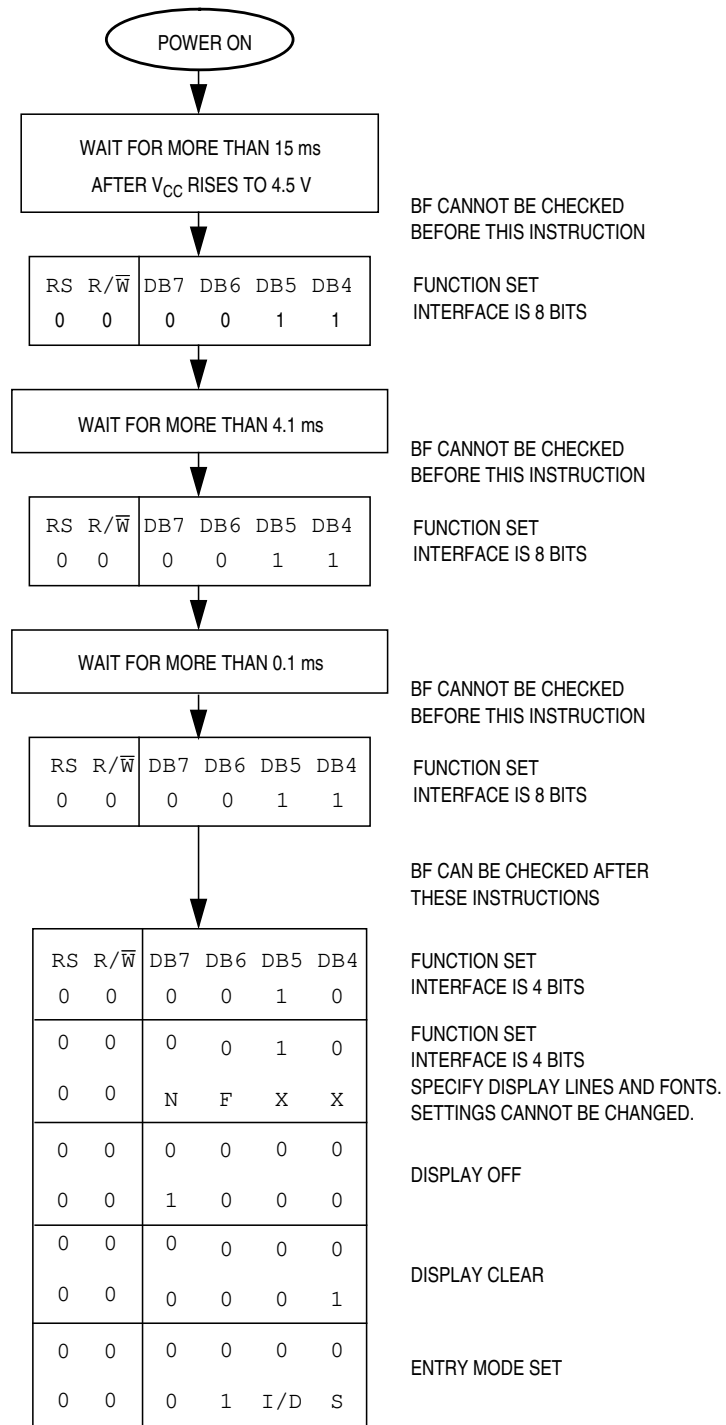 POWER ON
WAIT FOR MORE THAN 15 ms
AFTER VCC RISES TO 4.5 V
BF CANNOT BE CHECKED
BEFORE THIS INSTRUCTION
RS R/W̅ DB7 DB6 DB5 DB4
0 0 0 0 1 1
FUNCTION SET
INTERFACE IS 8 BITS
WAIT FOR MORE THAN 4.1 ms
BF CANNOT BE CHECKED
BEFORE THIS INSTRUCTION
RS R/W̅ DB7 DB6 DB5 DB4
0 0 0 0 1 1
FUNCTION SET
INTERFACE IS 8 BITS
WAIT FOR MORE THAN 0.1 ms
BF CANNOT BE CHECKED
BEFORE THIS INSTRUCTION
RS R/W̅ DB7 DB6 DB5 DB4
0 0 0 0 1 1
FUNCTION SET
INTERFACE IS 8 BITS
BF CAN BE CHECKED AFTER
THESE INSTRUCTIONS
RS R/W̅ DB7 DB6 DB5 DB4
0 0 0 0 1 0
FUNCTION SET
INTERFACE IS 4 BITS
0 0 0 0 1 0
0 0 N F X X
FUNCTION SET
INTERFACE IS 4 BITS
SPECIFY DISPLAY LINES AND FONTS.
SETTINGS CANNOT BE CHANGED.
0 0 0 0 0 0
0 0 1 0 0 0
DISPLAY OFF
0 0 0 0 0 0
0 0 0 0 0 1
DISPLAY CLEAR
0 0 0 0 0 0
0 0 0 1 I/D S
ENTRY MODE SET